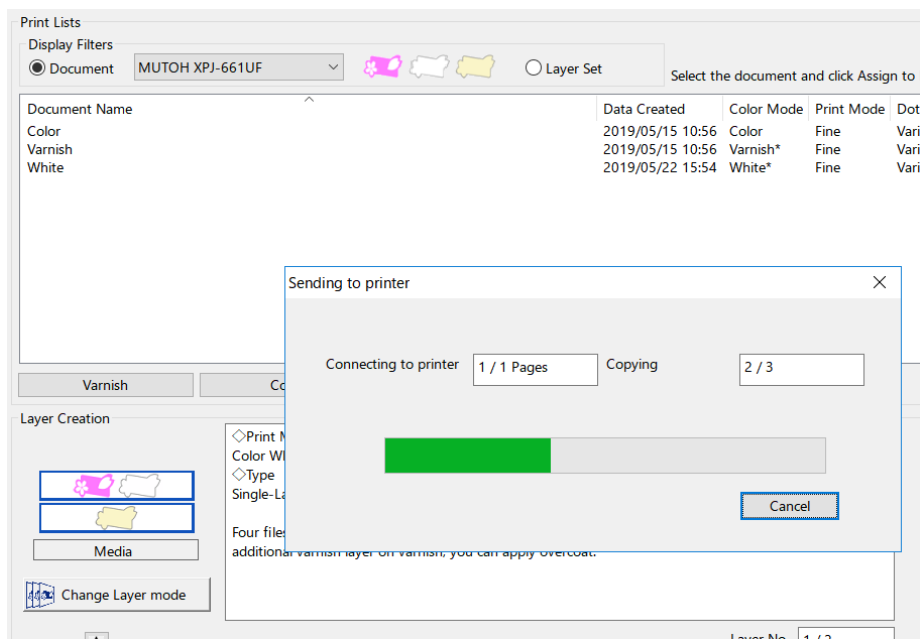 Print Lists
Display Filters
Document MUTOH XPJ-661UF Layer Set
Select the document and click Assign to
Document Name Data Created Color Mode Print Mode Dot
Color 2019/05/15 10:56 Color Fine Vari
Varnish 2019/05/15 10:56 Varnish* Fine Vari
White 2019/05/22 15:54 White* Fine Vari
Sending to printer
Connecting to printer 1 / 1 Pages Copying 2 / 3
Cancel
Varnish Co
Layer Creation
◇Print M
Color Wh
◇Type
Single-La
Four files
additional varnish layer on varnish, you can apply overcoat.
Media
Change Layer mode
Layer No. 1 / 2